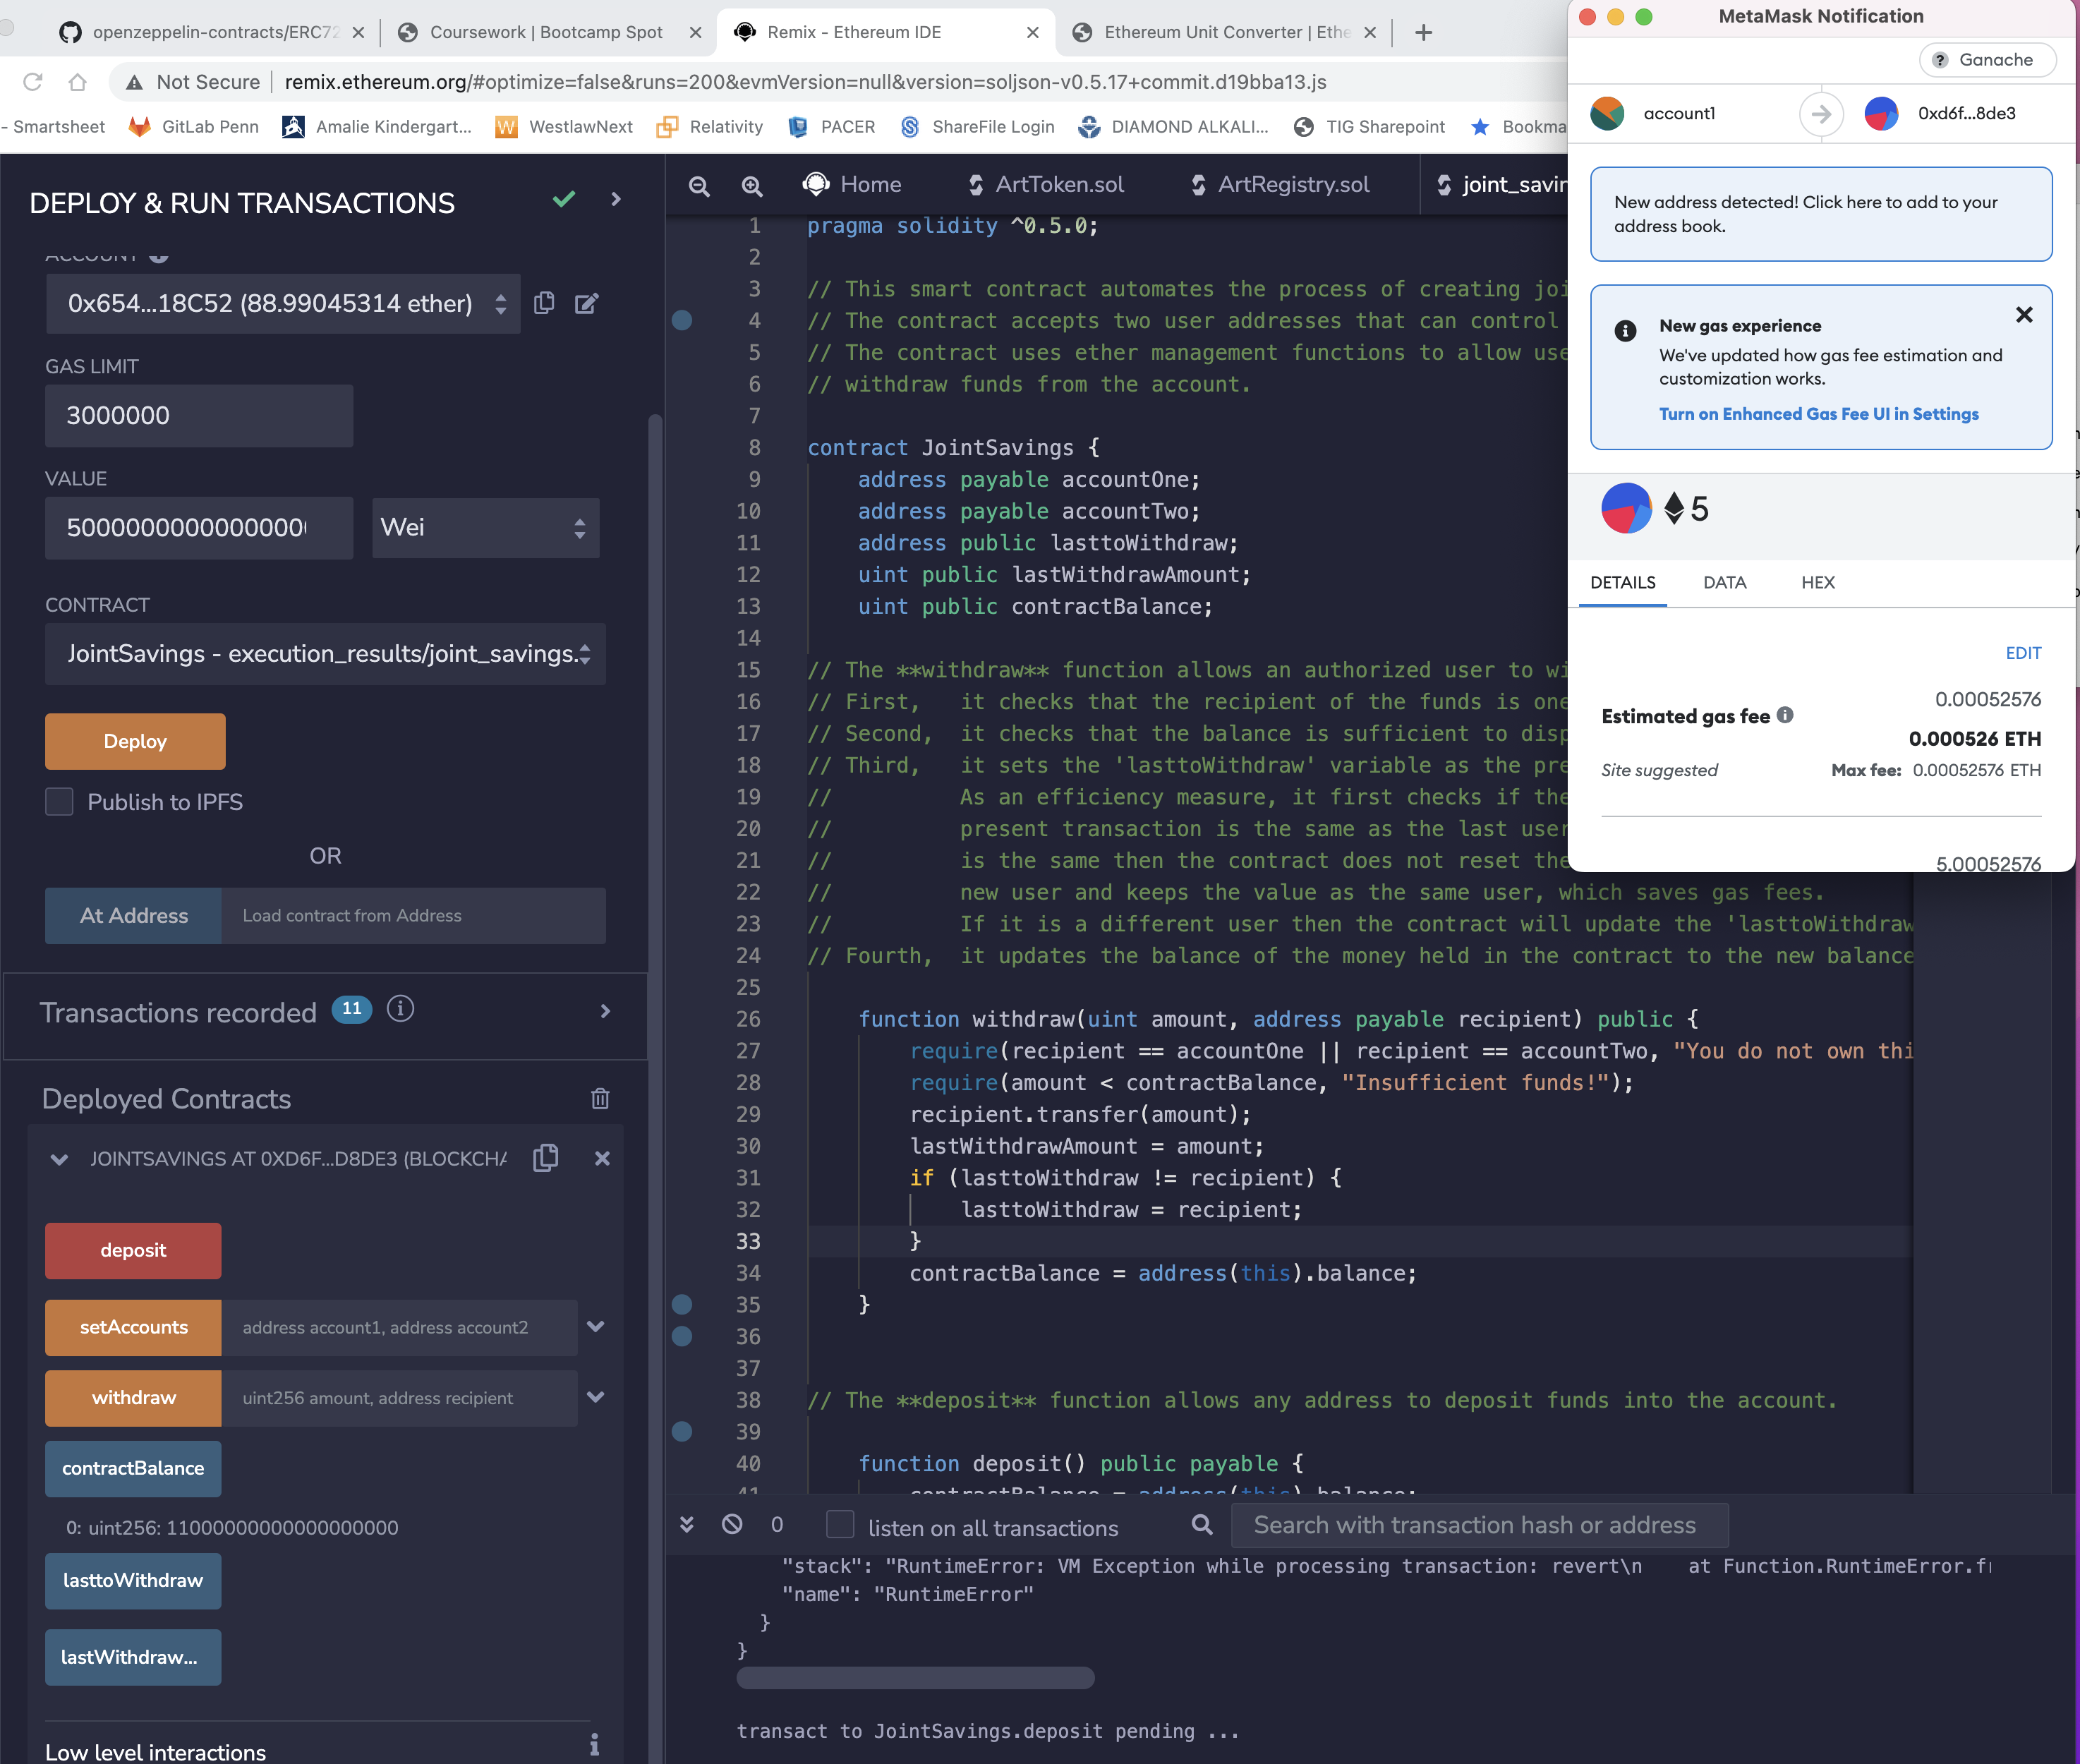 openzeppelin-contracts/ERC72
Coursework | Bootcamp Spot
Remix - Ethereum IDE
Ethereum Unit Converter | Ethe
Not Secure
remix.ethereum.org/#optimize=false&runs=200&evmVersion=null&version=soljson-v0.5.17+commit.d19bba13.js
- Smartsheet
GitLab Penn
Amalie Kindergart...
WestlawNext
Relativity
PACER
ShareFile Login
DIAMOND ALKALI...
TIG Sharepoint
Bookma
DEPLOY & RUN TRANSACTIONS
ACCOUNT
0x654...18C52 (88.99045314 ether)
GAS LIMIT
3000000
VALUE
5000000000000000
Wei
CONTRACT
JointSavings - execution_results/joint_savings.
Deploy
Publish to IPFS
OR
At Address
Load contract from Address
Transactions recorded 11
Deployed Contracts
JOINTSAVINGS AT 0XD6F...D8DE3 (BLOCKCHA
deposit
setAccounts
address account1, address account2
withdraw
uint256 amount, address recipient
contractBalance
0: uint256: 11000000000000000000
lasttoWithdraw
lastWithdraw...
Low level interactions
Home
ArtToken.sol
ArtRegistry.sol
joint_savin
1 pragma solidity ^0.5.0;
2
3 // This smart contract automates the process of creating joi
4 // The contract accepts two user addresses that can control
5 // The contract uses ether management functions to allow use
6 // withdraw funds from the account.
7
8 contract JointSavings {
9 address payable accountOne;
10 address payable accountTwo;
11 address public lasttoWithdraw;
12 uint public lastWithdrawAmount;
13 uint public contractBalance;
14
15 // The **withdraw** function allows an authorized user to wi
16 // First, it checks that the recipient of the funds is one
17 // Second, it checks that the balance is sufficient to disp
18 // Third, it sets the 'lasttoWithdraw' variable as the pre
19 // As an efficiency measure, it first checks if the
20 // present transaction is the same as the last user
21 // is the same then the contract does not reset the
22 // new user and keeps the value as the same user, which saves gas fees.
23 // If it is a different user then the contract will update the 'lasttoWithdraw
24 // Fourth, it updates the balance of the money held in the contract to the new balance
25
26 function withdraw(uint amount, address payable recipient) public {
27 require(recipient == accountOne || recipient == accountTwo, "You do not own thi
28 require(amount < contractBalance, "Insufficient funds!");
29 recipient.transfer(amount);
30 lastWithdrawAmount = amount;
31 if (lasttoWithdraw != recipient) {
32 lasttoWithdraw = recipient;
33 }
34 contractBalance = address(this).balance;
35 }
36
37
38 // The **deposit** function allows any address to deposit funds into the account.
39
40 function deposit() public payable {
41 contractBalance = address(this).balance;
0
listen on all transactions
Search with transaction hash or address
"stack": "RuntimeError: VM Exception while processing transaction: revert\n at Function.RuntimeError.fr
"name": "RuntimeError"
}
}
transact to JointSavings.deposit pending ...
MetaMask Notification
Ganache
account1
0xd6f...8de3
New address detected! Click here to add to your
address book.
New gas experience
We've updated how gas fee estimation and
customization works.
Turn on Enhanced Gas Fee UI in Settings
5
DETAILS
DATA
HEX
EDIT
0.00052576
Estimated gas fee
0.000526 ETH
Site suggested
Max fee: 0.00052576 ETH
5.00052576